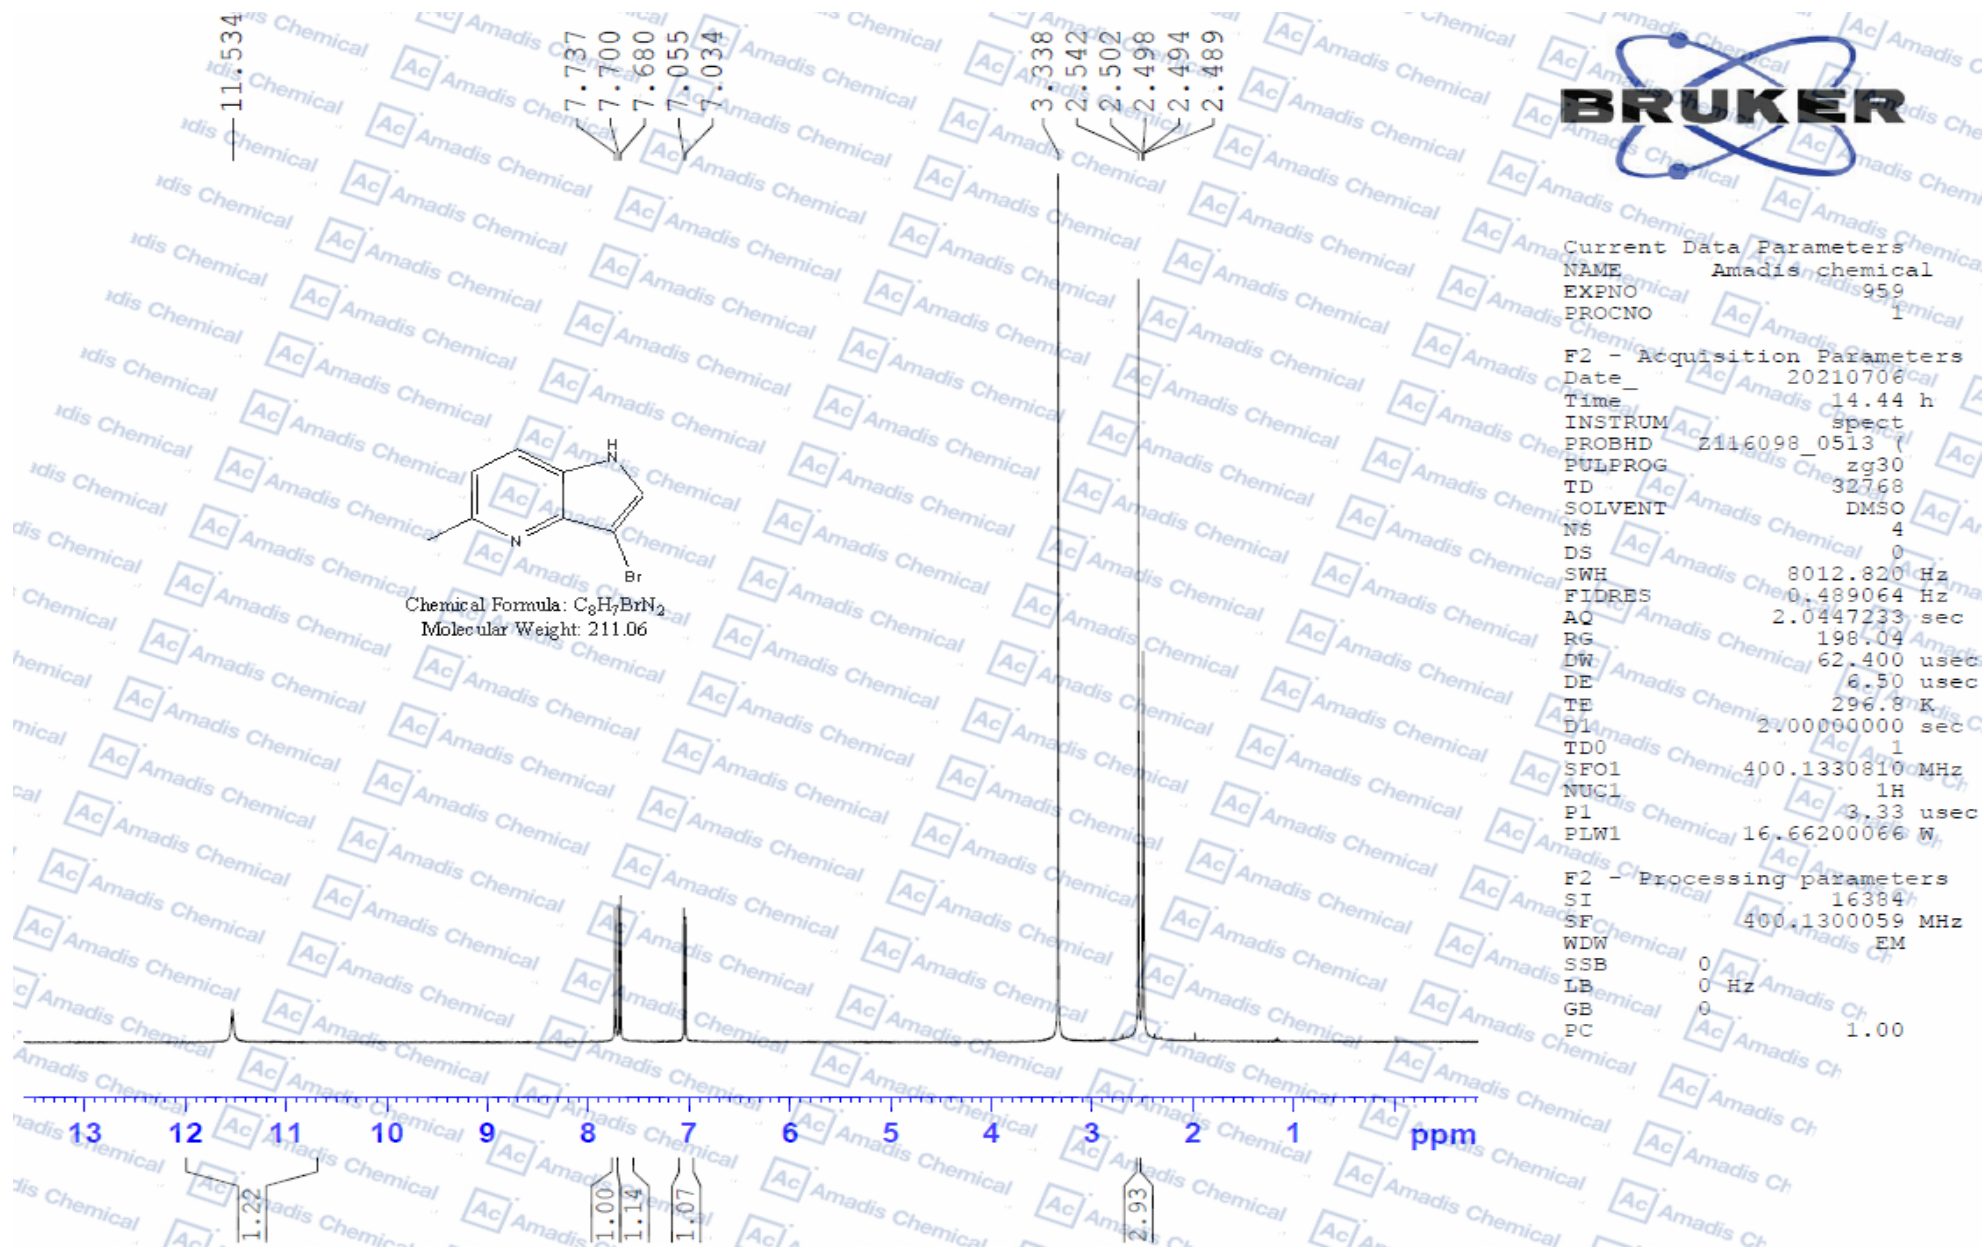 11.534
7.737
7.700
7.680
7.055
7.034
3.338
2.542
2.502
2.498
2.494
2.489
BRUKER
Current Data Parameters
NAME Amadis chemical
EXPNO 959
PROCNO 1
F2 - Acquisition Parameters
Date_ 20210706
Time 14.44 h
INSTRUM spect
PROBHD Z116098_0513 (
PULPROG zg30
TD 32768
SOLVENT DMSO
NS 4
DS 0
SWH 8012.820 Hz
FIDRES 0.489064 Hz
AQ 2.0447233 sec
RG 198.04
DW 62.400 usec
DE 6.50 usec
TE 296.8 K
D1 2.00000000 sec
TD0 1
SFO1 400.1330810 MHz
NUC1 1H
P1 3.33 usec
PLW1 16.66200066 W
F2 - Processing parameters
SI 16384
SF 400.1300059 MHz
WDW EM
SSB 0
LB 0 Hz
GB 0
PC 1.00
H
N
N
Br
Chemical Formula: C₈H₇BrN₂
Molecular Weight: 211.06
13 12 11 10 9 8 7 6 5 4 3 2 1 ppm
1.22
1.00
1.14
1.07
2.93
Ac Amadis Chemical